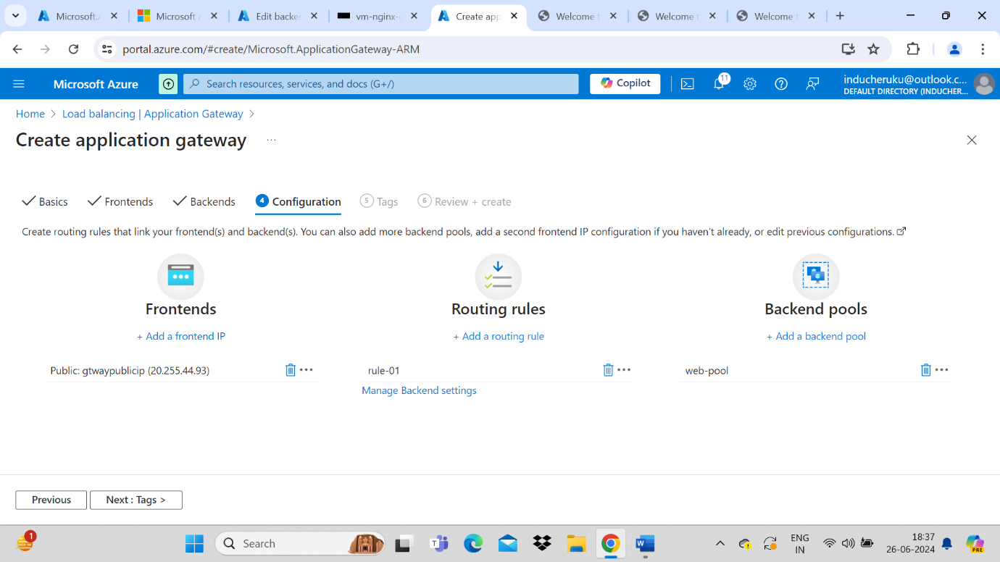 Microsoft.
Microsoft
Edit backe
vm-nginx-
Create app
Welcome
Welcome
Welcome
portal.azure.com/#create/Microsoft.ApplicationGateway-ARM
Microsoft Azure
Search resources, services, and docs (G+/)
Copilot
11
inducheruku@outlook.c...
DEFAULT DIRECTORY (INDUCHER...
Home > Load balancing | Application Gateway >
Create application gateway ...
Basics
Frontends
Backends
4 Configuration
5 Tags
6 Review + create
Create routing rules that link your frontend(s) and backend(s). You can also add more backend pools, add a second frontend IP configuration if you haven't already, or edit previous configurations.
Frontends
Routing rules
Backend pools
+ Add a frontend IP
+ Add a routing rule
+ Add a backend pool
Public: gtwaypublicip (20.255.44.93)
rule-01
web-pool
Manage Backend settings
Previous
Next : Tags >
1
Search
ENG
IN
18:37
26-06-2024
PRE